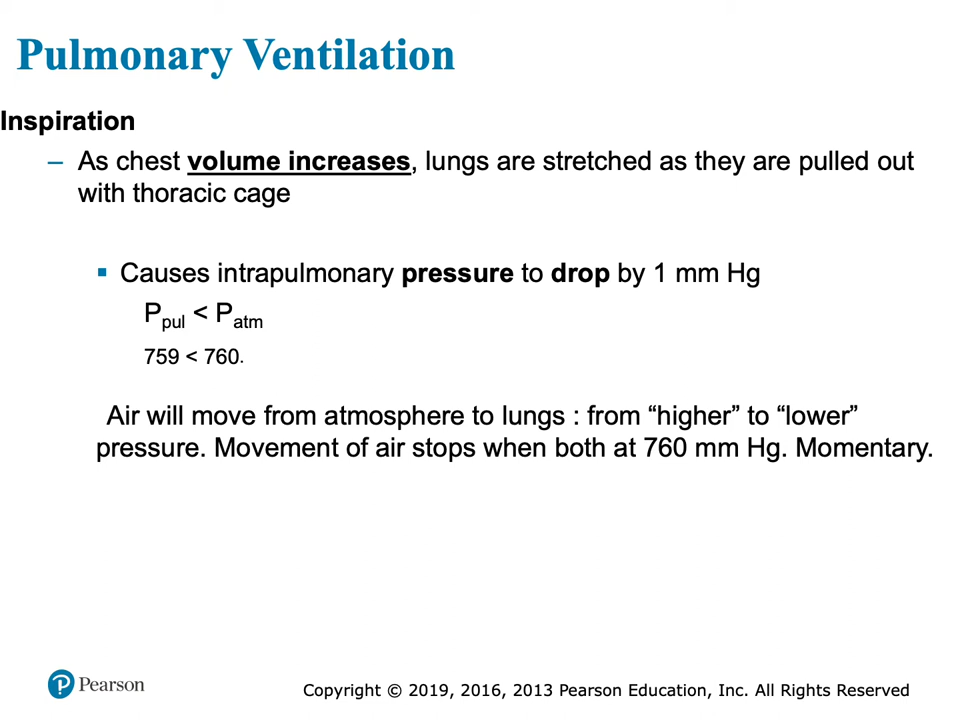 Pulmonary Ventilation
Inspiration
– As chest volume increases, lungs are stretched as they are pulled out
with thoracic cage
▪ Causes intrapulmonary pressure to drop by 1 mm Hg
Ppul < Patm
759 < 760.
Air will move from atmosphere to lungs : from “higher” to “lower”
pressure. Movement of air stops when both at 760 mm Hg. Momentary.
P Pearson
Copyright © 2019, 2016, 2013 Pearson Education, Inc. All Rights Reserved